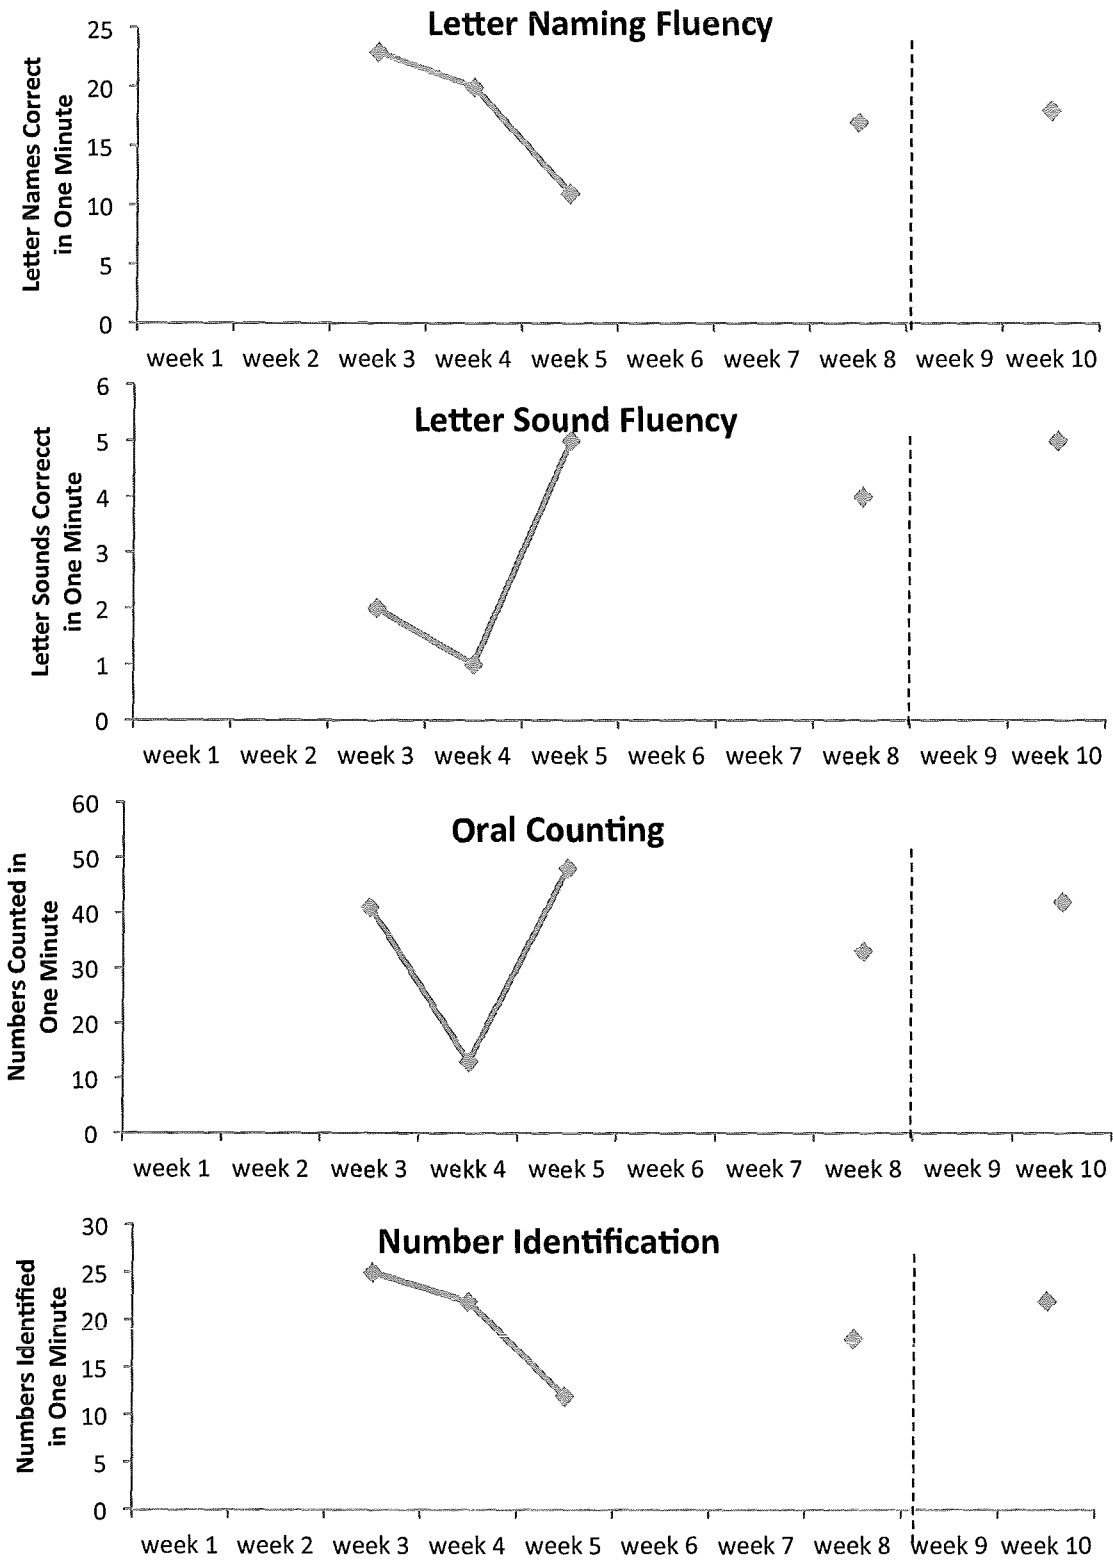 Letter Naming Fluency
Letter Names Correct
in One Minute
25
20
15
10
5
0
week 1 week 2 week 3 week 4 week 5 week 6 week 7 week 8 week 9 week 10
Letter Sound Fluency
Letter Sounds Correcct
in One Minute
6
5
4
3
2
1
0
week 1 week 2 week 3 week 4 week 5 week 6 week 7 week 8 week 9 week 10
Oral Counting
Numbers Counted in
One Minute
60
50
40
30
20
10
0
week 1 week 2 week 3 wekk 4 week 5 week 6 week 7 week 8 week 9 week 10
Number Identification
Numbers Identified
in One Minute
30
25
20
15
10
5
0
week 1 week 2 week 3 week 4 week 5 week 6 week 7 week 8 week 9 week 10